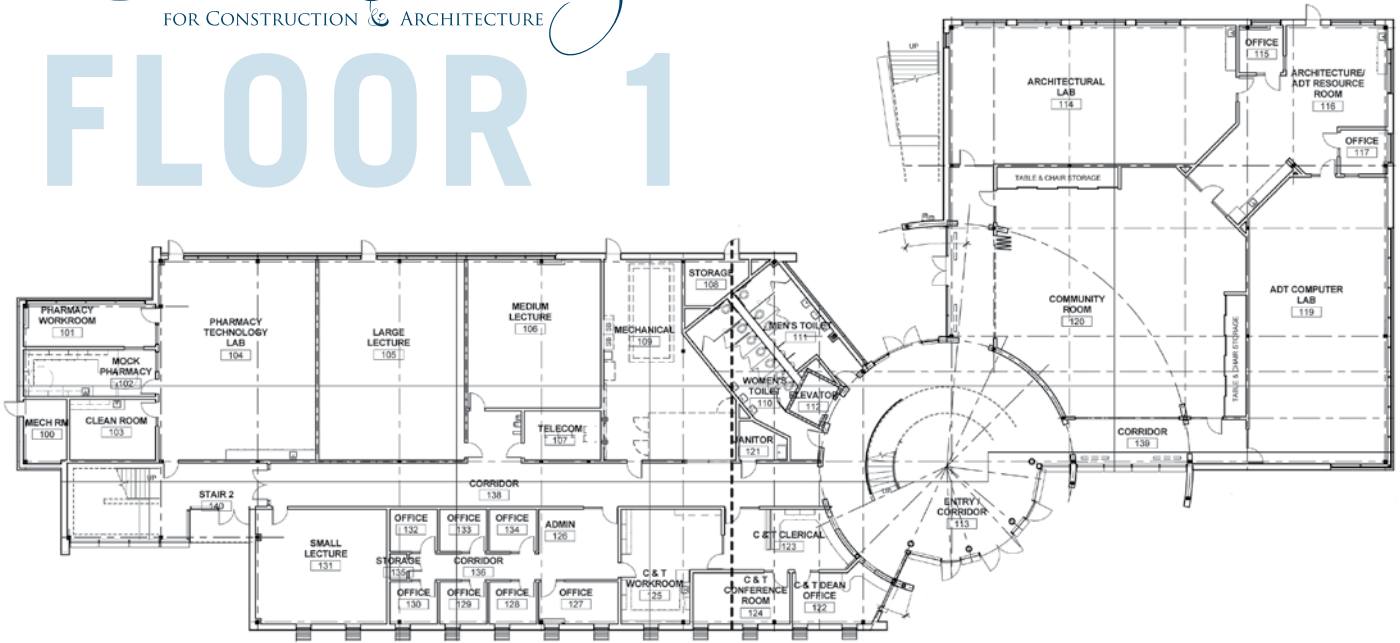 FOR CONSTRUCTION & ARCHITECTURE
FLOOR 1
UP
ARCHITECTURAL
LAB
114
OFFICE
115
ARCHITECTURE/
ADT RESOURCE
ROOM
116
OFFICE
117
TABLE & CHAIR STORAGE
COMMUNITY
ROOM
120
TABLE & CHAIR STORAGE
ADT COMPUTER
LAB
119
CORRIDOR
139
PHARMACY
WORKROOM
101
MOCK
PHARMACY
102
MECH RM
100
CLEAN ROOM
103
PHARMACY
TECHNOLOGY
LAB
104
LARGE
LECTURE
105
MEDIUM
LECTURE
106
TELECOM
107
MECHANICAL
109
STORAGE
108
MEN'S TOILET
111
WOMEN'S
TOILET
110
ELEVATOR
112
JANITOR
121
UP
STAIR 2
140
CORRIDOR
138
ENTRY /
CORRIDOR
113
SMALL
LECTURE
131
OFFICE
132
OFFICE
133
OFFICE
134
ADMIN
126
STORAGE
135
CORRIDOR
136
OFFICE
130
OFFICE
129
OFFICE
128
OFFICE
127
C & T
WORKROOM
125
C & T CLERICAL
123
C & T
CONFERENCE
ROOM
124
C & T DEAN
OFFICE
122